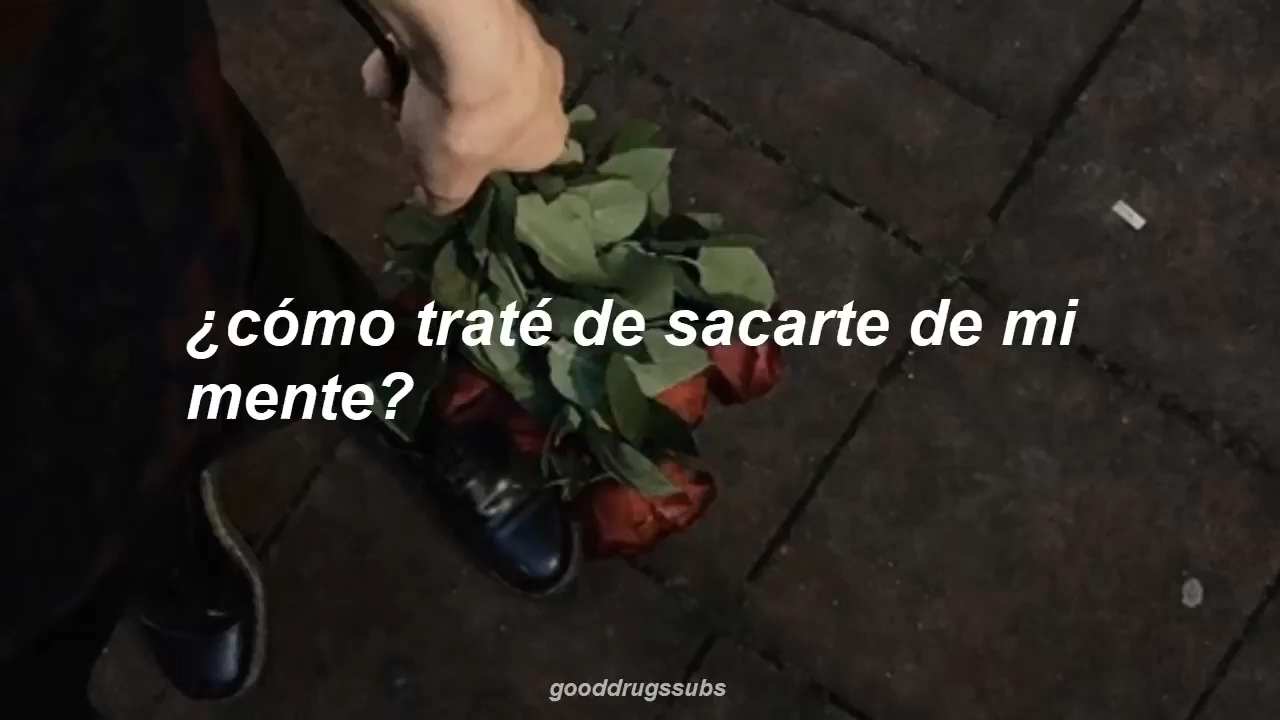 ¿cómo traté de sacarte de mi
mente?
gooddrugssubs